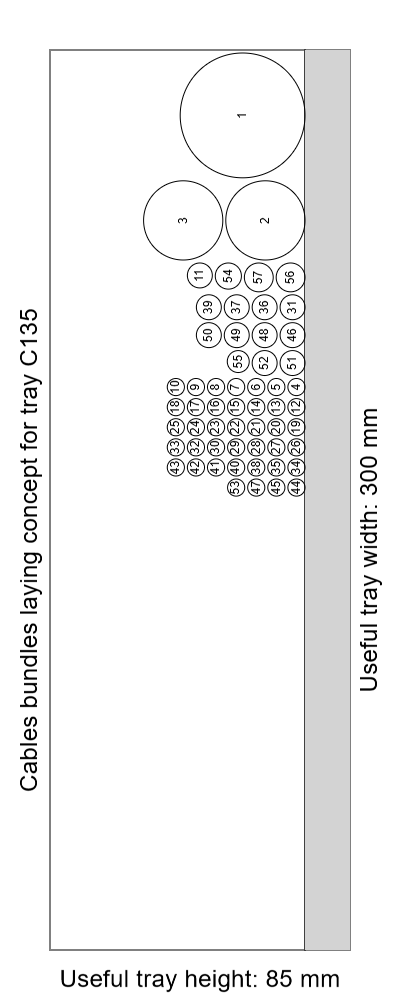 Cables bundles laying concept for tray C135
1
3 2
11 54 57 56
39 37 36 31
50 49 48 46
55 52 51
10 9 8 7 6 5 4
18 17 16 15 14 13 12
25 24 23 22 21 20 19
33 32 30 29 28 27 26
43 42 41 40 38 35 34
53 47 45 44
Useful tray width: 300 mm
Useful tray height: 85 mm